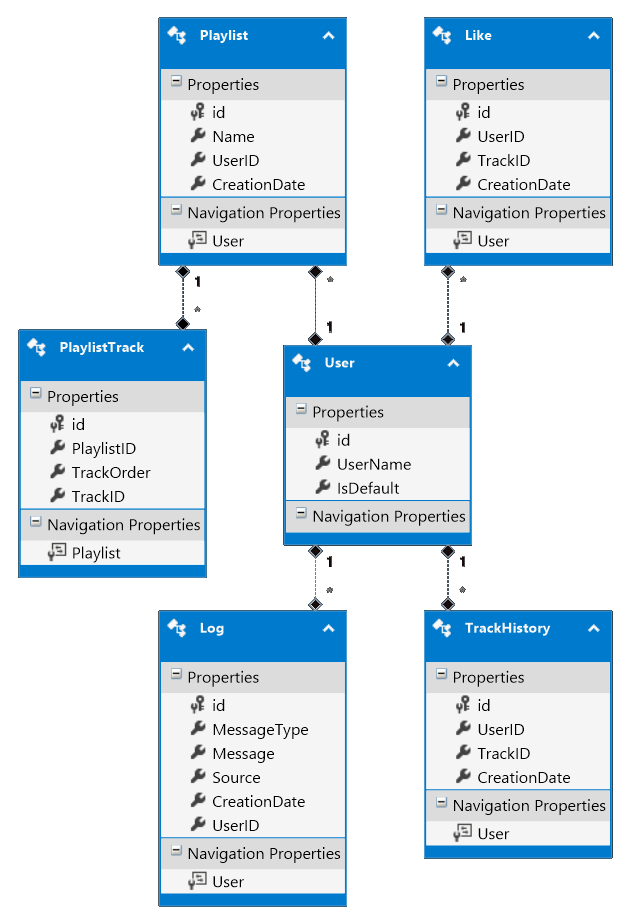 Playlist
Properties
id
Name
UserID
CreationDate
Navigation Properties
User
Like
Properties
id
UserID
TrackID
CreationDate
Navigation Properties
User
1
*
*
1
*
1
PlaylistTrack
Properties
id
PlaylistID
TrackOrder
TrackID
Navigation Properties
Playlist
User
Properties
id
UserName
IsDefault
Navigation Properties
1
*
1
*
Log
Properties
id
MessageType
Message
Source
CreationDate
UserID
Navigation Properties
User
TrackHistory
Properties
id
UserID
TrackID
CreationDate
Navigation Properties
User